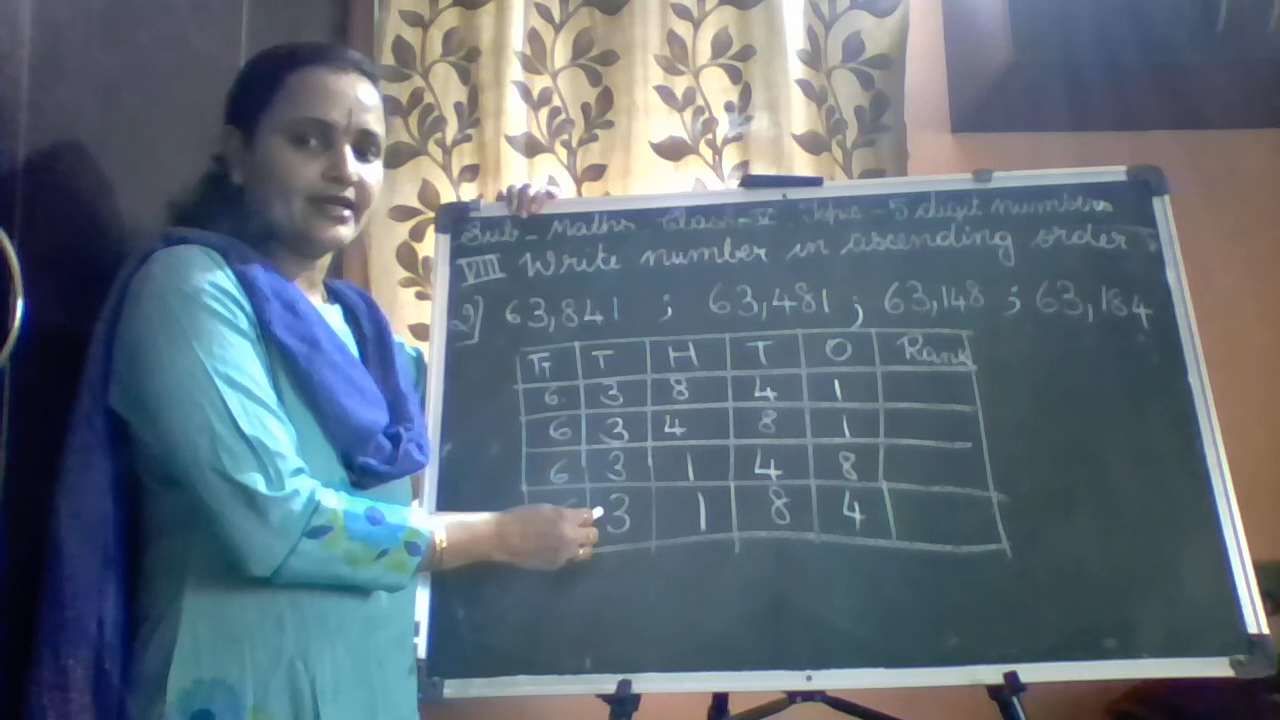 Sub - Maths Class - V Topic - 5 digit numbers
VIII Write number in ascending order
2] 63,841 ; 63,481 ; 63,148 ; 63,184
TT T H T O Rank
6 3 8 4 1
6 3 4 8 1
6 3 1 4 8
3 1 8 4